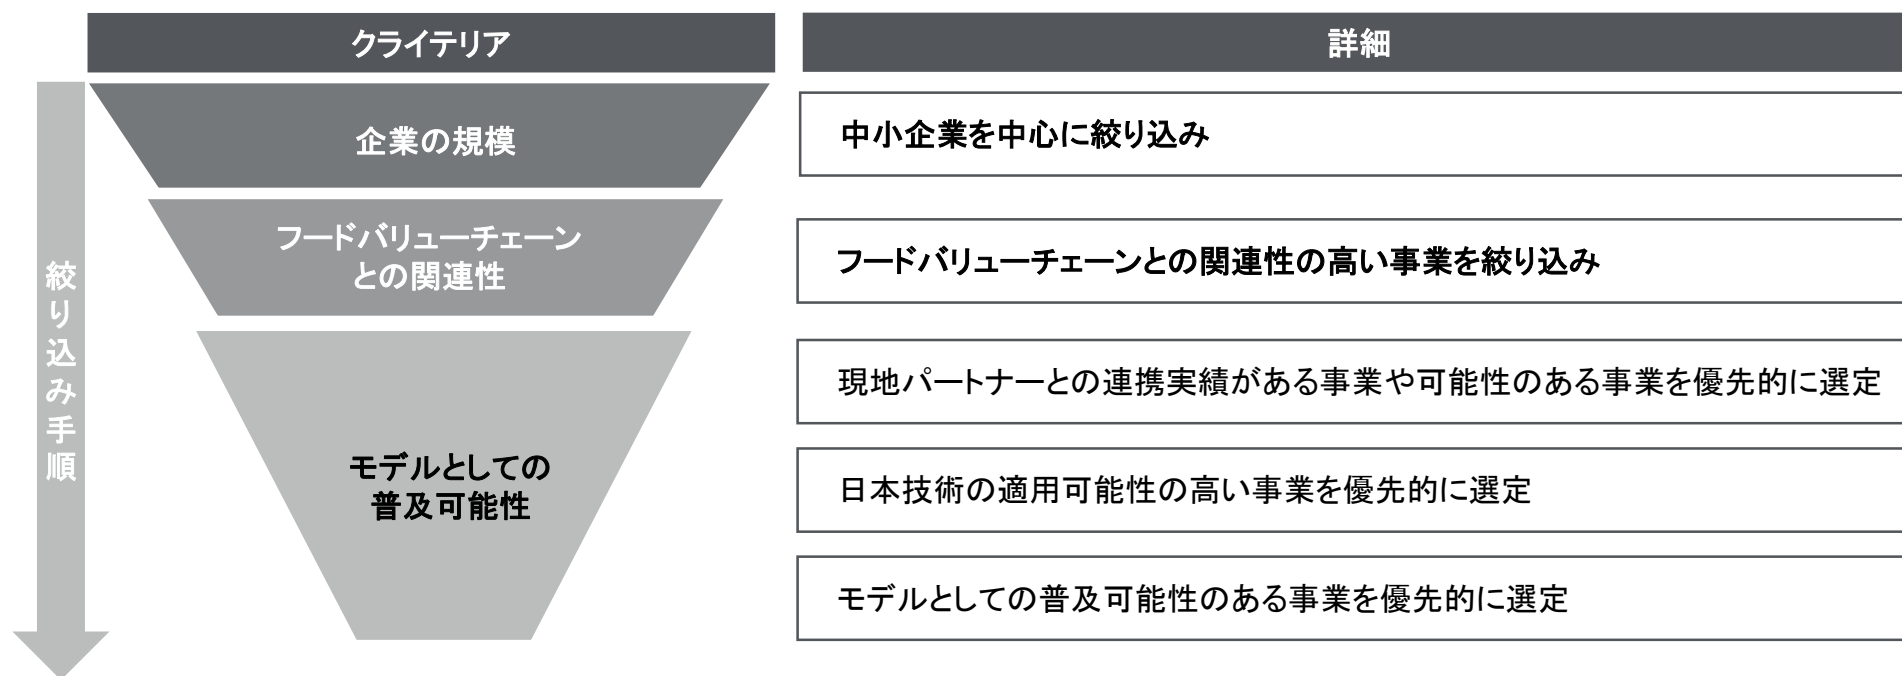 クライテリア
詳細
絞り込み手順
企業の規模
中小企業を中心に絞り込み
フードバリューチェーン
との関連性
フードバリューチェーンとの関連性の高い事業を絞り込み
モデルとしての
普及可能性
現地パートナーとの連携実績がある事業や可能性のある事業を優先的に選定
日本技術の適用可能性の高い事業を優先的に選定
モデルとしての普及可能性のある事業を優先的に選定